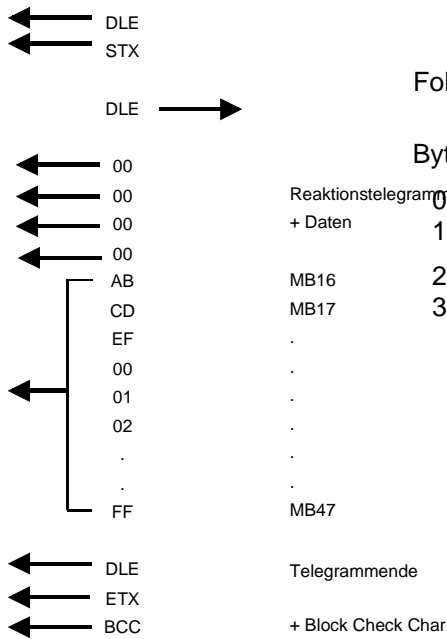 DLE
STX
Fol
DLE
Byt
00
00 Reaktionstelegramm 0
00 + Daten 1
00
AB MB16 2
CD MB17 3
EF .
00 .
01 .
02 .
. .
. .
FF MB47
DLE Telegrammende
ETX
BCC + Block Check Char